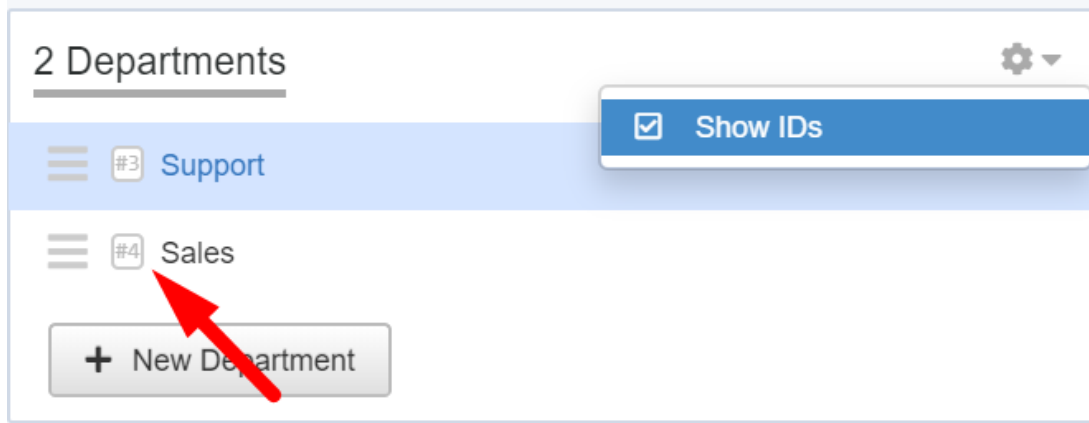 2 Departments
Show IDs
#3 Support
#4 Sales
+ New Department